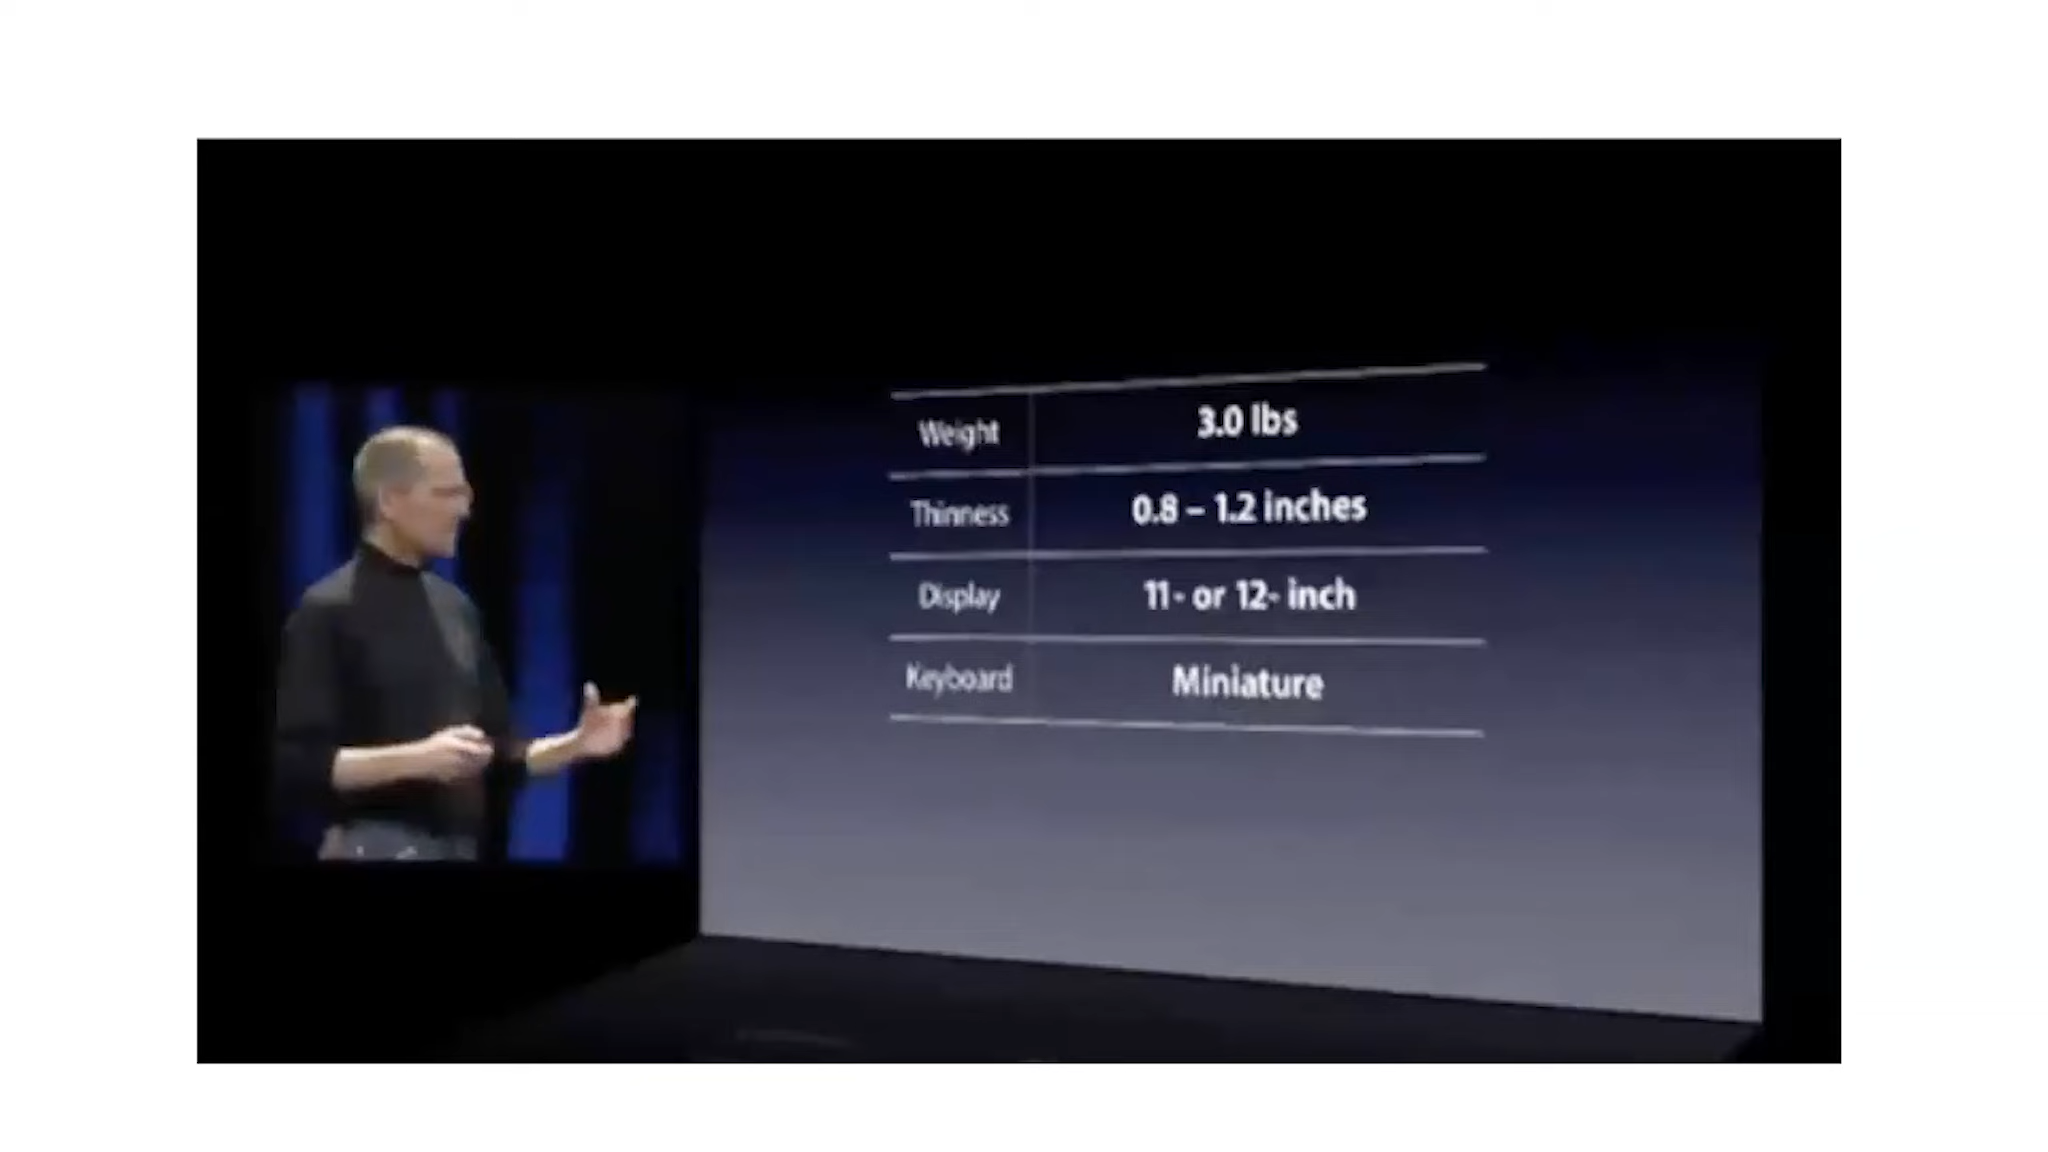 Weight 3.0 lbs
Thinness 0.8 – 1.2 inches
Display 11- or 12- inch
Keyboard Miniature